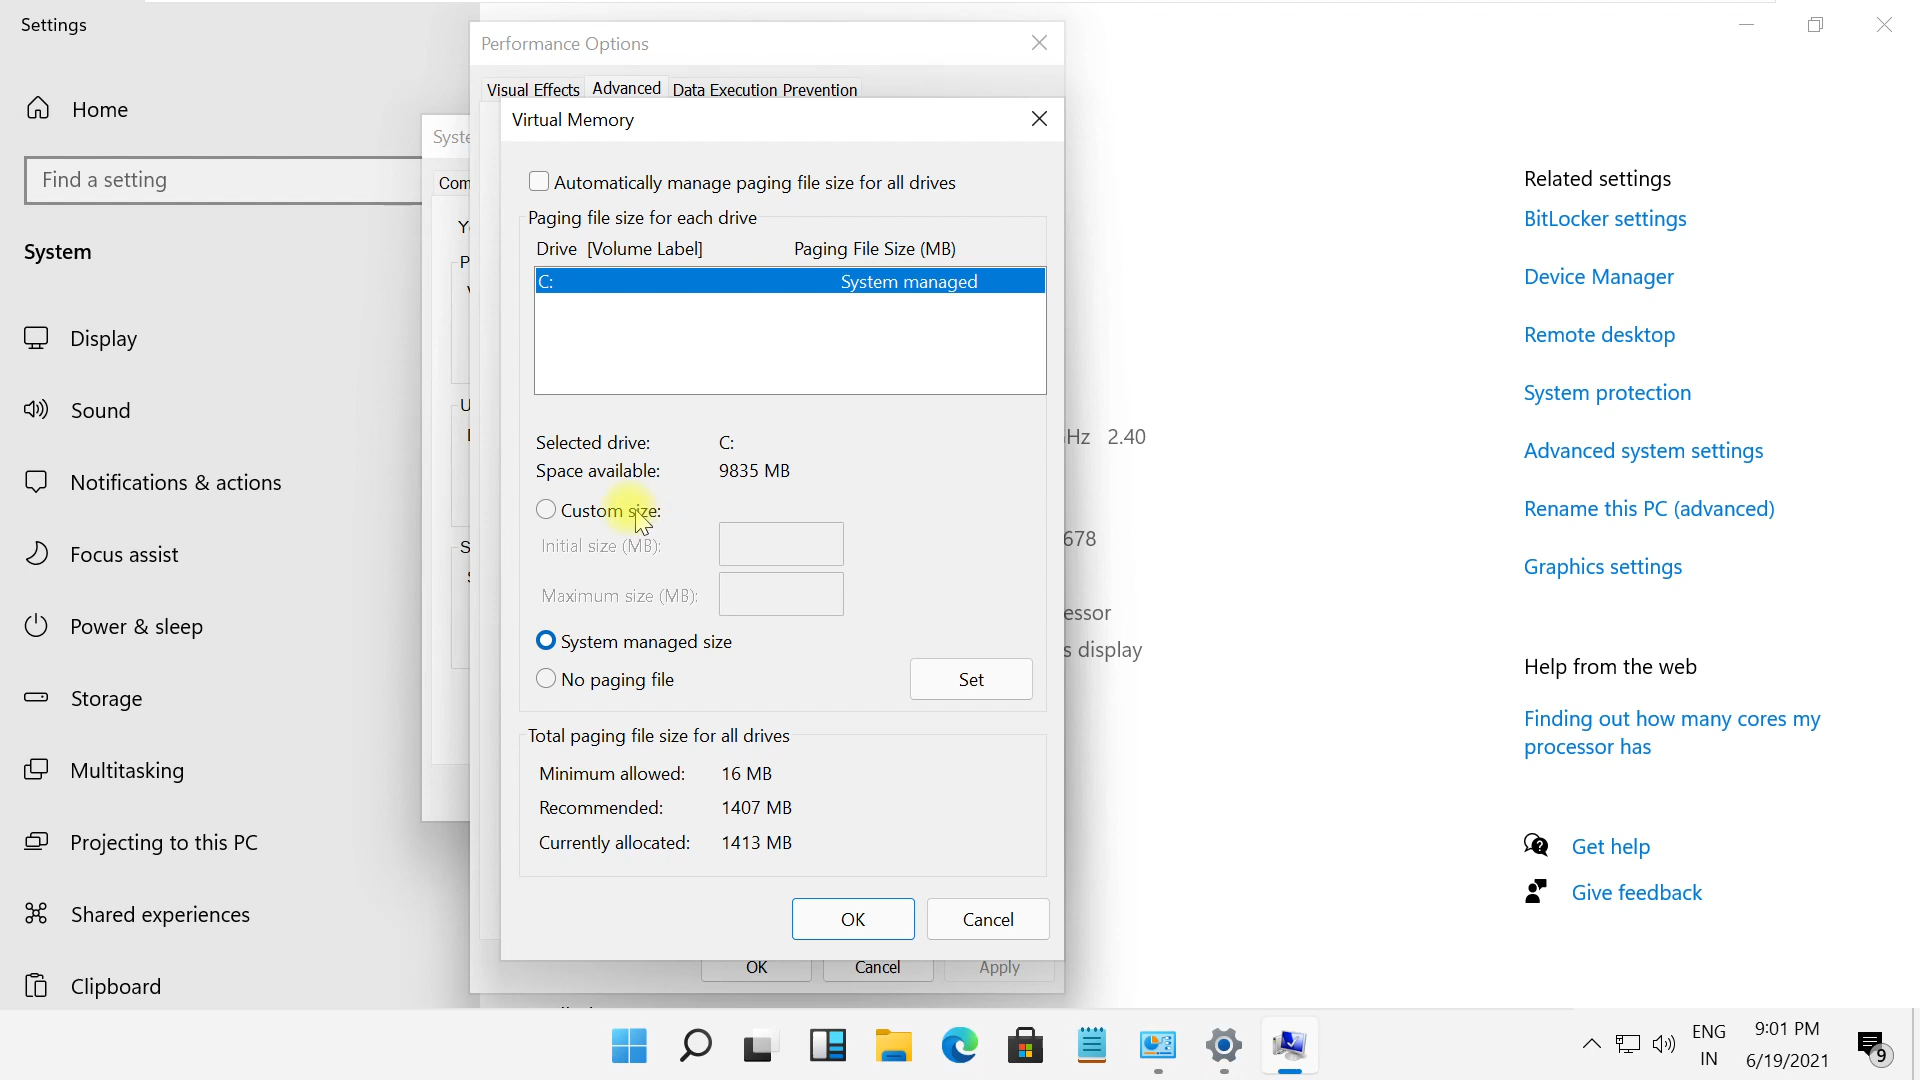 Settings
Home
Find a setting
System
Display
Sound
Notifications & actions
Focus assist
Power & sleep
Storage
Multitasking
Projecting to this PC
Shared experiences
Clipboard
Syste
Com
Performance Options
Visual Effects Advanced Data Execution Prevention
Virtual Memory
Automatically manage paging file size for all drives
Paging file size for each drive
Drive [Volume Label] Paging File Size (MB)
C: System managed
Selected drive: C:
Space available: 9835 MB
Custom size:
Initial size (MB):
Maximum size (MB):
System managed size
No paging file
Set
Total paging file size for all drives
Minimum allowed: 16 MB
Recommended: 1407 MB
Currently allocated: 1413 MB
OK Cancel
OK Cancel Apply
Hz 2.40
678
essor
s display
Related settings
BitLocker settings
Device Manager
Remote desktop
System protection
Advanced system settings
Rename this PC (advanced)
Graphics settings
Help from the web
Finding out how many cores my
processor has
Get help
Give feedback
ENG
IN
9:01 PM
6/19/2021
9